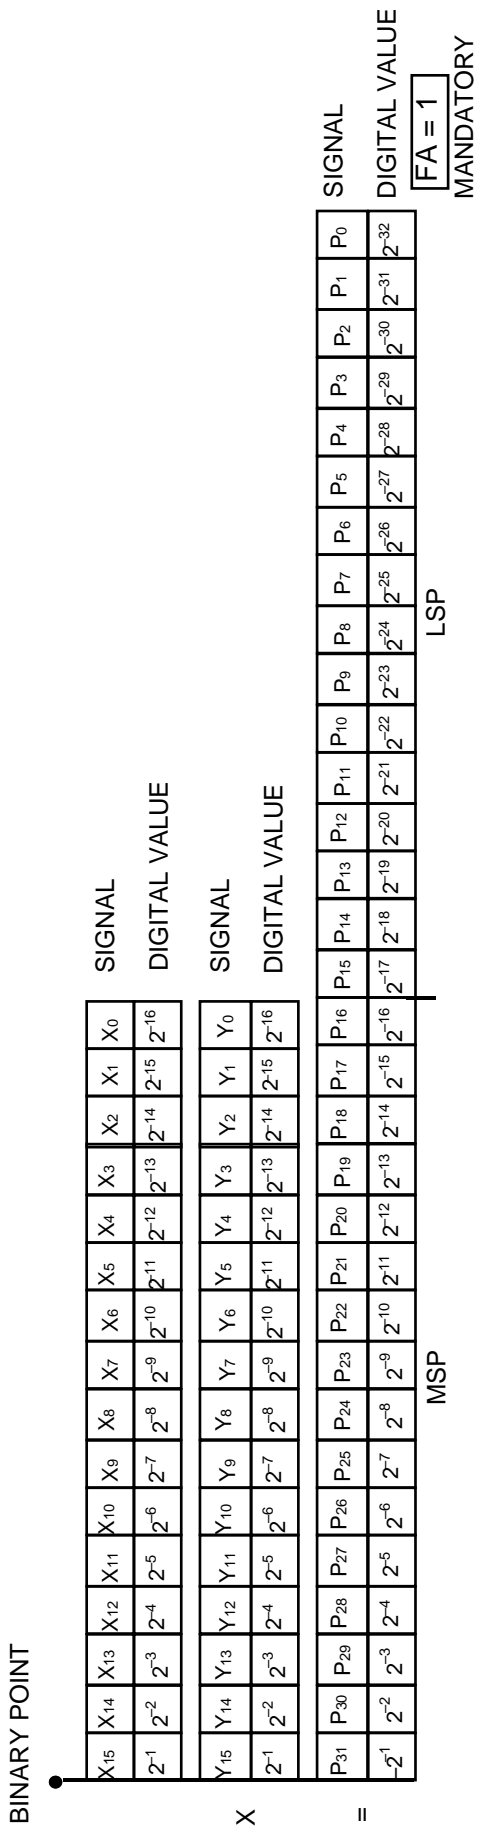 BINARY POINT
X₁₅ X₁₄ X₁₃ X₁₂ X₁₁ X₁₀ X₉ X₈ X₇ X₆ X₅ X₄ X₃ X₂ X₁ X₀ SIGNAL
2⁻¹ 2⁻² 2⁻³ 2⁻⁴ 2⁻⁵ 2⁻⁶ 2⁻⁷ 2⁻⁸ 2⁻⁹ 2⁻¹⁰ 2⁻¹¹ 2⁻¹² 2⁻¹³ 2⁻¹⁴ 2⁻¹⁵ 2⁻¹⁶ DIGITAL VALUE
Y₁₅ Y₁₄ Y₁₃ Y₁₂ Y₁₁ Y₁₀ Y₉ Y₈ Y₇ Y₆ Y₅ Y₄ Y₃ Y₂ Y₁ Y₀ SIGNAL
X 2⁻¹ 2⁻² 2⁻³ 2⁻⁴ 2⁻⁵ 2⁻⁶ 2⁻⁷ 2⁻⁸ 2⁻⁹ 2⁻¹⁰ 2⁻¹¹ 2⁻¹² 2⁻¹³ 2⁻¹⁴ 2⁻¹⁵ 2⁻¹⁶ DIGITAL VALUE
= P₃₁ P₃₀ P₂₉ P₂₈ P₂₇ P₂₆ P₂₅ P₂₄ P₂₃ P₂₂ P₂₁ P₂₀ P₁₉ P₁₈ P₁₇ P₁₆ P₁₅ P₁₄ P₁₃ P₁₂ P₁₁ P₁₀ P₉ P₈ P₇ P₆ P₅ P₄ P₃ P₂ P₁ P₀ SIGNAL
–2⁻¹ 2⁻² 2⁻³ 2⁻⁴ 2⁻⁵ 2⁻⁶ 2⁻⁷ 2⁻⁸ 2⁻⁹ 2⁻¹⁰ 2⁻¹¹ 2⁻¹² 2⁻¹³ 2⁻¹⁴ 2⁻¹⁵ 2⁻¹⁶ 2⁻¹⁷ 2⁻¹⁸ 2⁻¹⁹ 2⁻²⁰ 2⁻²¹ 2⁻²² 2⁻²³ 2⁻²⁴ 2⁻²⁵ 2⁻²⁶ 2⁻²⁷ 2⁻²⁸ 2⁻²⁹ 2⁻³⁰ 2⁻³¹ 2⁻³² DIGITAL VALUE
MSP LSP FA = 1
MANDATORY